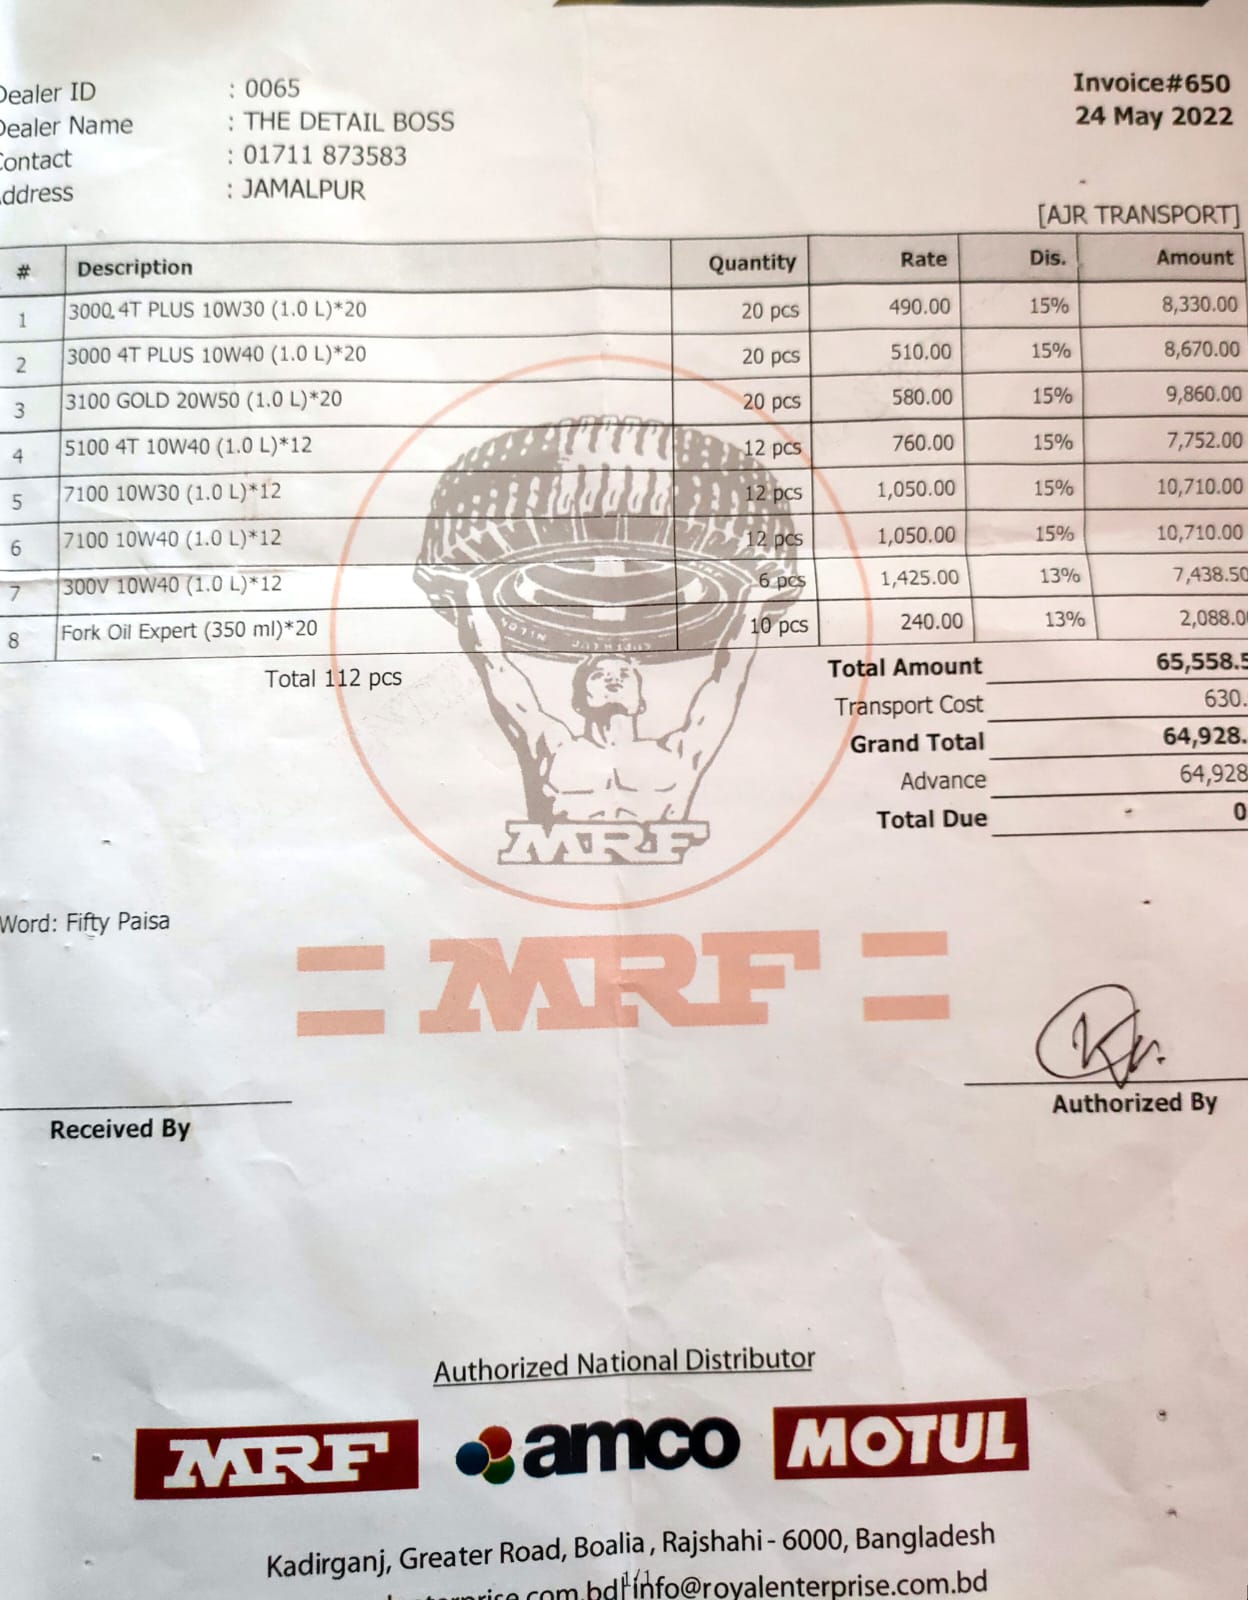 Dealer ID : 0065
Dealer Name : THE DETAIL BOSS
Contact : 01711 873583
Address : JAMALPUR
Invoice#650
24 May 2022
[AJR TRANSPORT]
# Description Quantity Rate Dis. Amount
1 3000 4T PLUS 10W30 (1.0 L)*20 20 pcs 490.00 15% 8,330.00
2 3000 4T PLUS 10W40 (1.0 L)*20 20 pcs 510.00 15% 8,670.00
3 3100 GOLD 20W50 (1.0 L)*20 20 pcs 580.00 15% 9,860.00
4 5100 4T 10W40 (1.0 L)*12 12 pcs 760.00 15% 7,752.00
5 7100 10W30 (1.0 L)*12 12 pcs 1,050.00 15% 10,710.00
6 7100 10W40 (1.0 L)*12 12 pcs 1,050.00 15% 10,710.00
7 300V 10W40 (1.0 L)*12 6 pcs 1,425.00 13% 7,438.50
8 Fork Oil Expert (350 ml)*20 10 pcs 240.00 13% 2,088.0
Total 112 pcs
Total Amount 65,558.5
Transport Cost 630.
Grand Total 64,928.
Advance 64,928
Total Due 0
MRF
Word: Fifty Paisa
MRF
Received By
Authorized By
Authorized National Distributor
MRF amco MOTUL
Kadirganj, Greater Road, Boalia, Rajshahi - 6000, Bangladesh
1/1
info@royalenterprise.com.bd